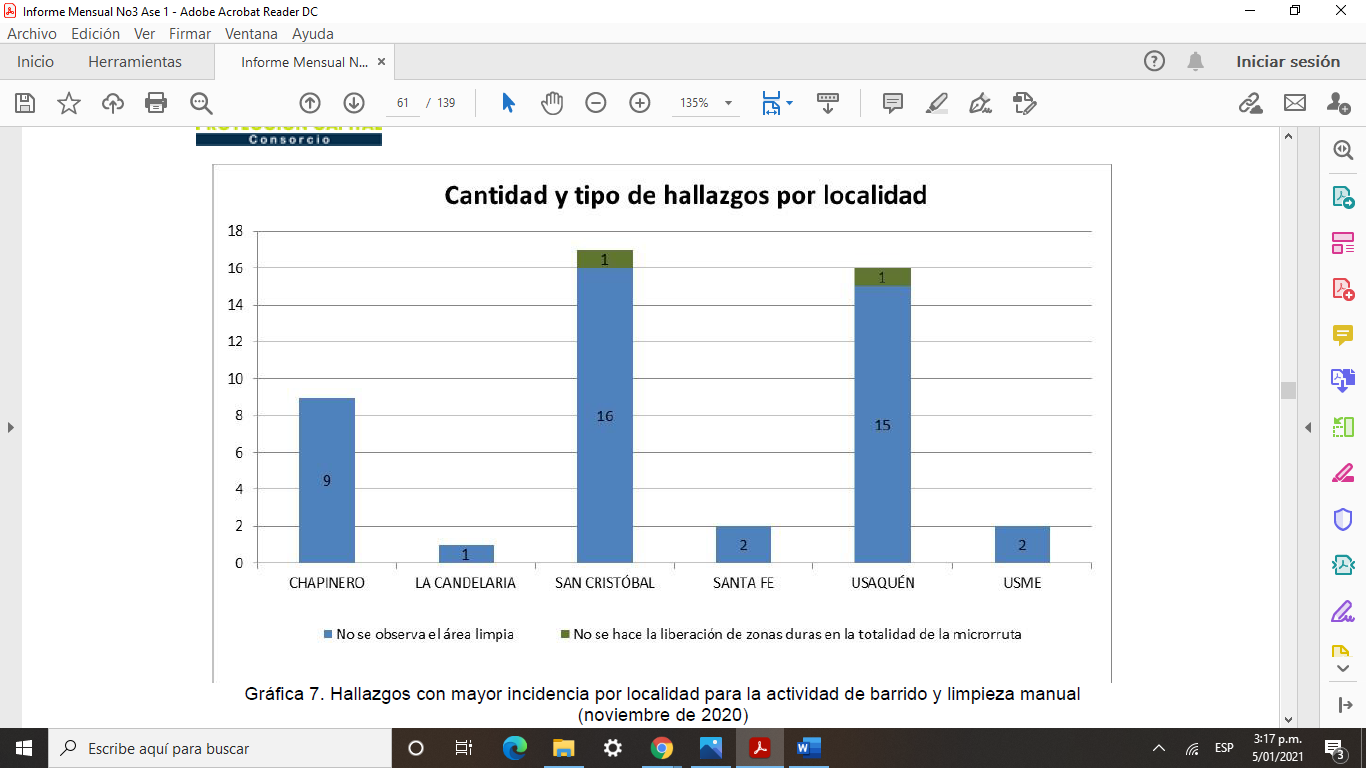 Informe Mensual No3 Ase 1 - Adobe Acrobat Reader DC
Archivo Edición Ver Firmar Ventana Ayuda
Inicio Herramientas Informe Mensual N... × Iniciar sesión
61 / 139 135%
PROTECCIÓN CAPITAL
Consorcio
Cantidad y tipo de hallazgos por localidad
18
16
14
12
10
8
6
4
2
0
9
1
1
16
2
1
15
2
CHAPINERO LA CANDELARIA SAN CRISTÓBAL SANTA FE USAQUÉN USME
No se observa el área limpia No se hace la liberación de zonas duras en la totalidad de la microrruta
Gráfica 7. Hallazgos con mayor incidencia por localidad para la actividad de barrido y limpieza manual
(noviembre de 2020)
Escribe aquí para buscar
ESP
3:17 p.m.
5/01/2021
3